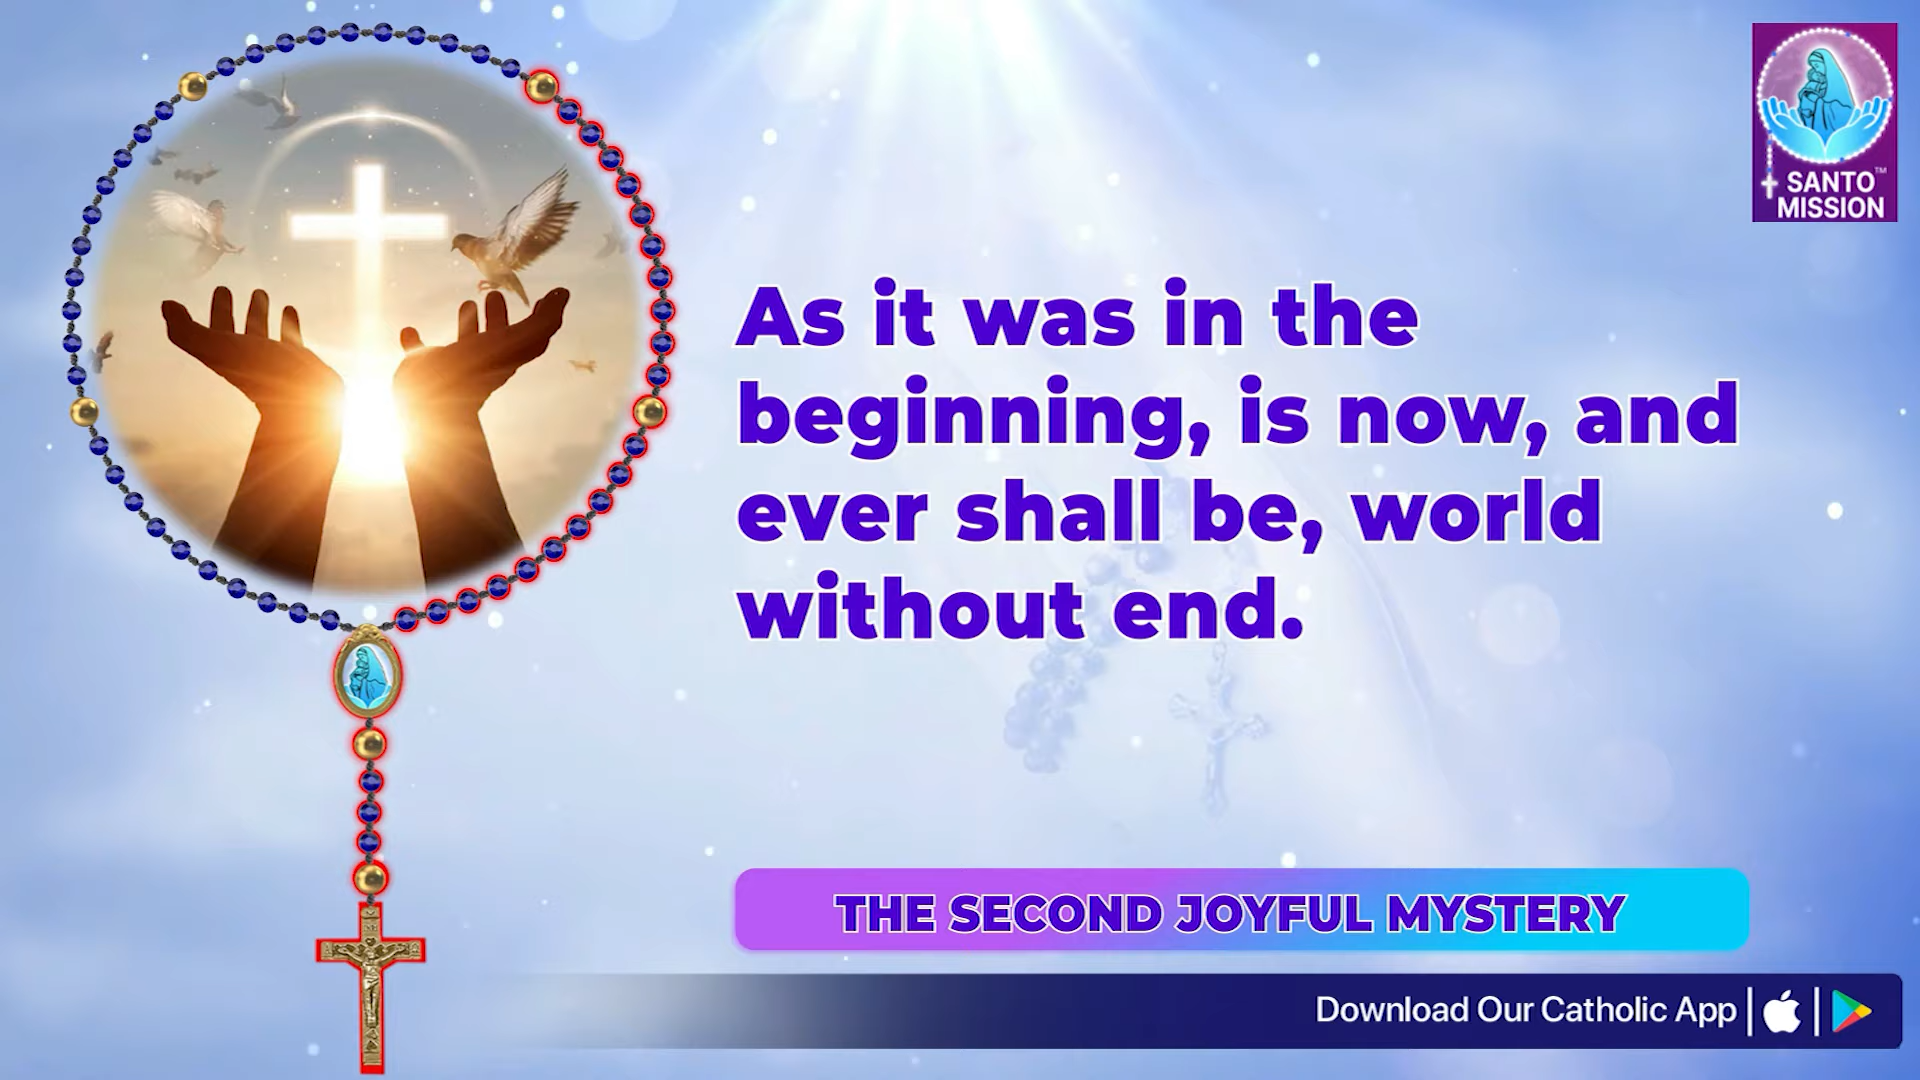 SANTO™
MISSION
As it was in the
beginning, is now, and
ever shall be, world
without end.
THE SECOND JOYFUL MYSTERY
Download Our Catholic App